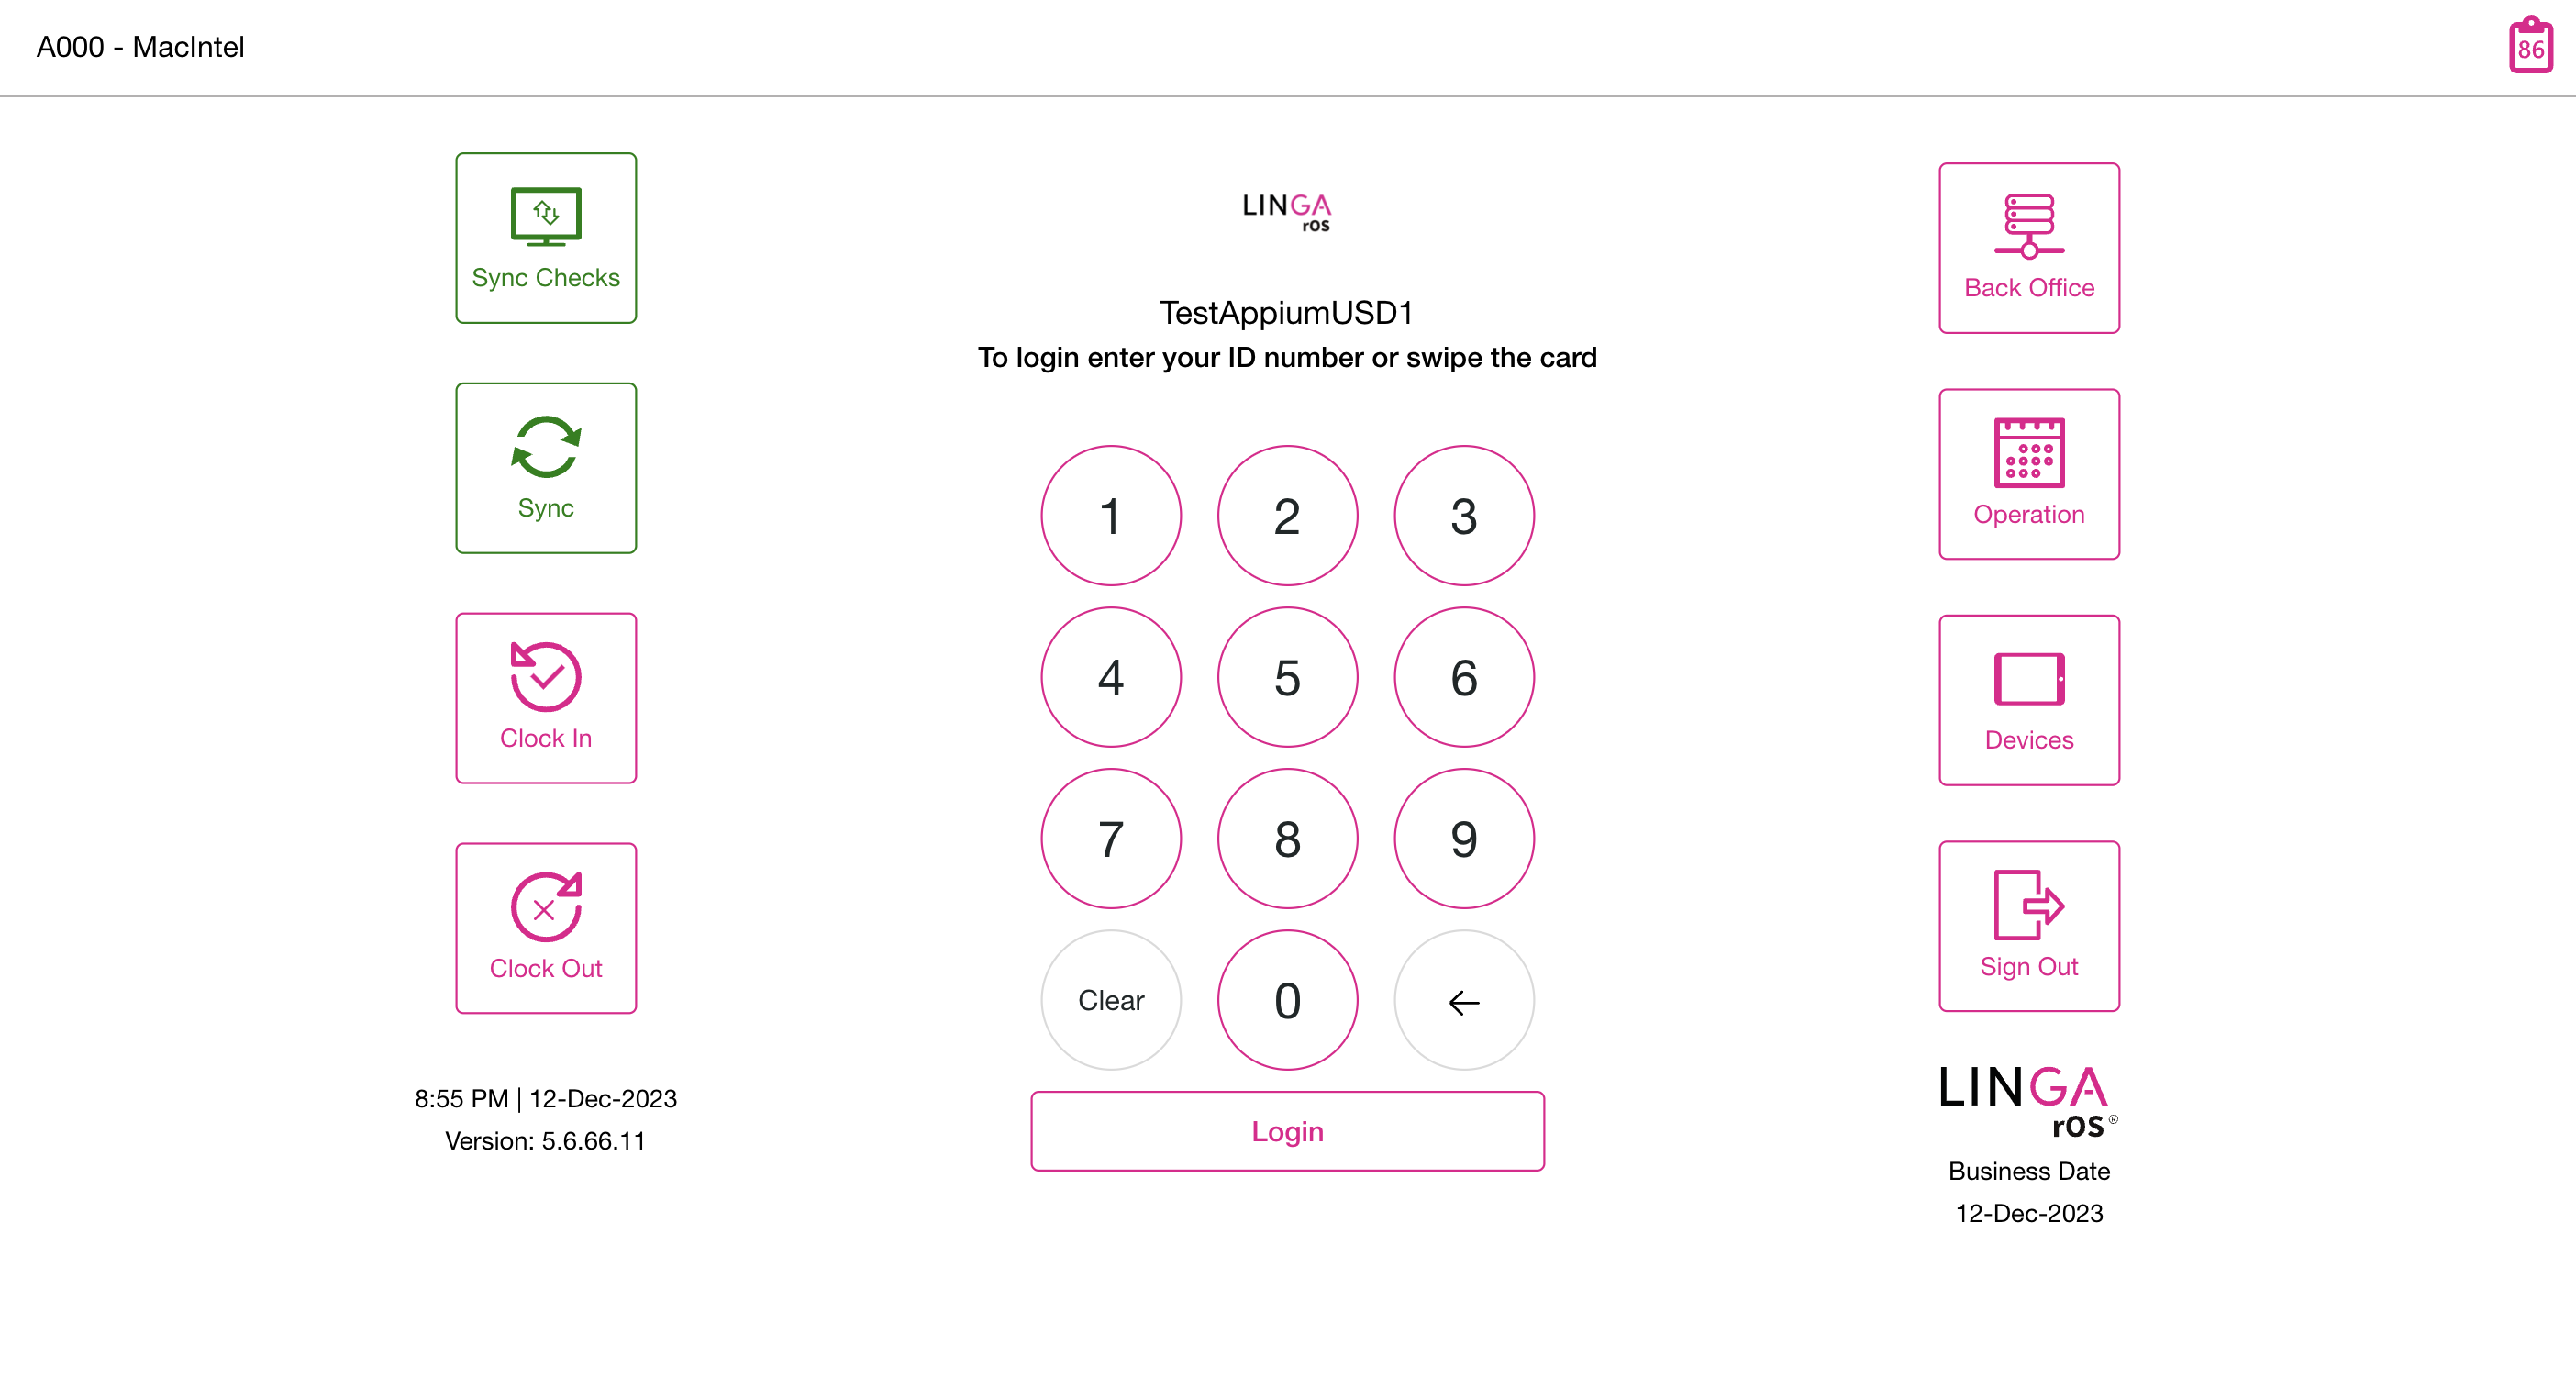 A000 - MacIntel
86
Sync Checks
Sync
Clock In
Clock Out
8:55 PM | 12-Dec-2023
Version: 5.6.66.11
LINGA
rOS
TestAppiumUSD1
To login enter your ID number or swipe the card
1 2 3
4 5 6
7 8 9
Clear 0 ←
Login
Back Office
Operation
Devices
Sign Out
LINGA
rOS®
Business Date
12-Dec-2023